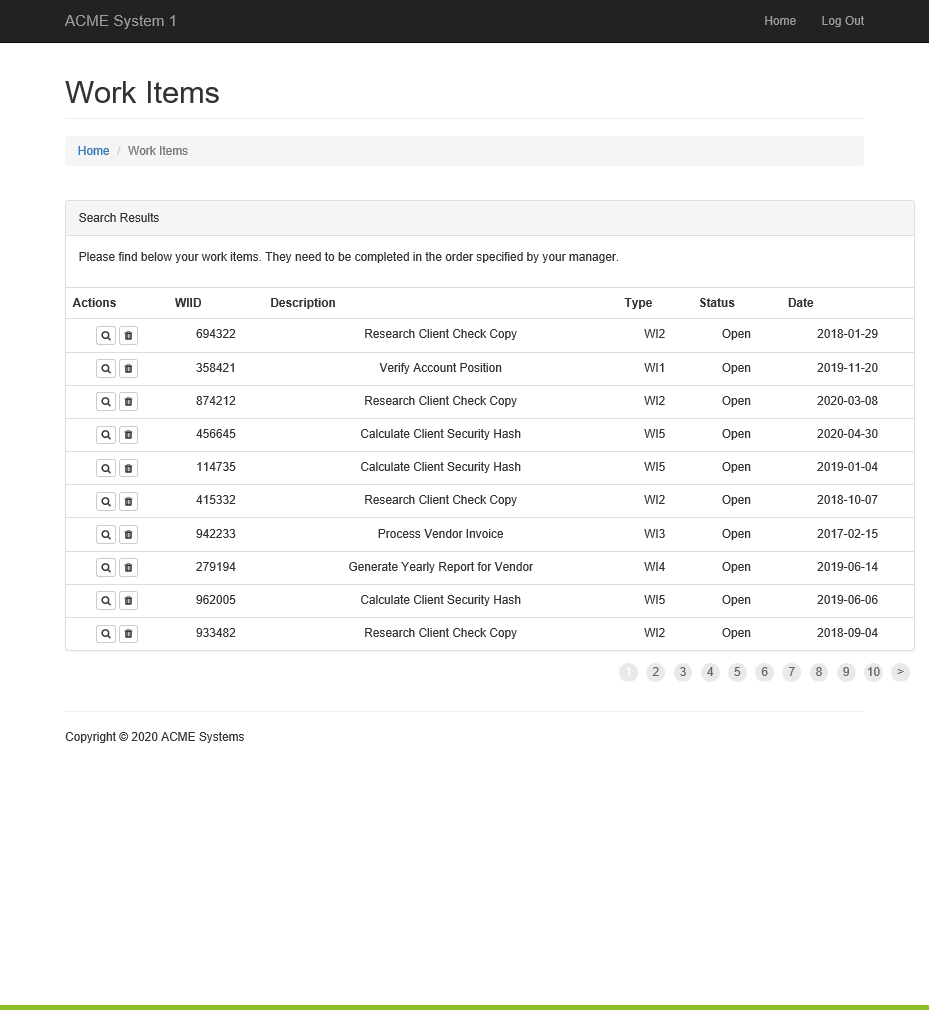 ACME System 1 Home Log Out
Work Items
Home / Work Items
Search Results
Please find below your work items. They need to be completed in the order specified by your manager.
Actions WIID Description Type Status Date
694322 Research Client Check Copy WI2 Open 2018-01-29
358421 Verify Account Position WI1 Open 2019-11-20
874212 Research Client Check Copy WI2 Open 2020-03-08
456645 Calculate Client Security Hash WI5 Open 2020-04-30
114735 Calculate Client Security Hash WI5 Open 2019-01-04
415332 Research Client Check Copy WI2 Open 2018-10-07
942233 Process Vendor Invoice WI3 Open 2017-02-15
279194 Generate Yearly Report for Vendor WI4 Open 2019-06-14
962005 Calculate Client Security Hash WI5 Open 2019-06-06
933482 Research Client Check Copy WI2 Open 2018-09-04
1 2 3 4 5 6 7 8 9 10 >
Copyright © 2020 ACME Systems